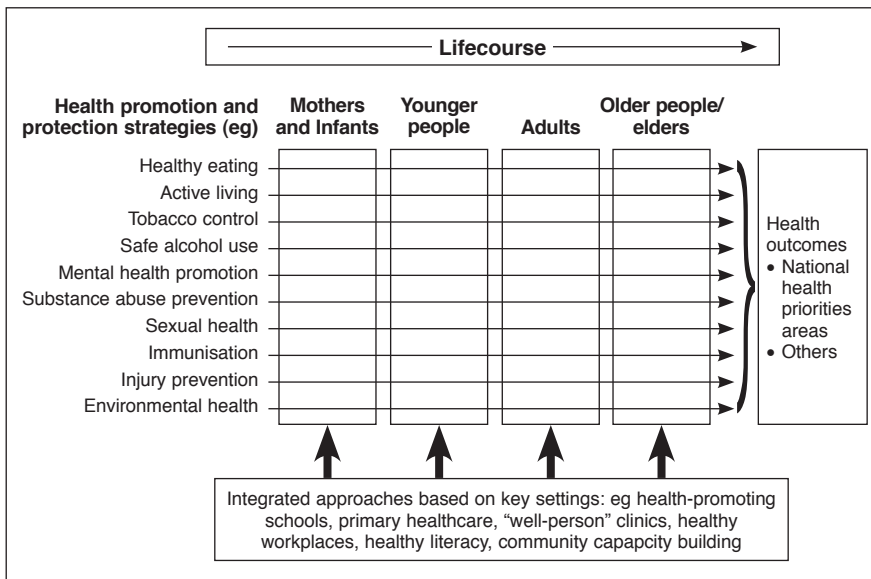 Lifecourse
Health promotion and
protection strategies (eg)
Mothers
and Infants
Younger
people
Adults
Older people/
elders
Healthy eating
Active living
Tobacco control
Safe alcohol use
Mental health promotion
Substance abuse prevention
Sexual health
Immunisation
Injury prevention
Environmental health
Health
outcomes
• National
health
priorities
areas
• Others
Integrated approaches based on key settings: eg health-promoting
schools, primary healthcare, “well-person” clinics, healthy
workplaces, healthy literacy, community capapcity building